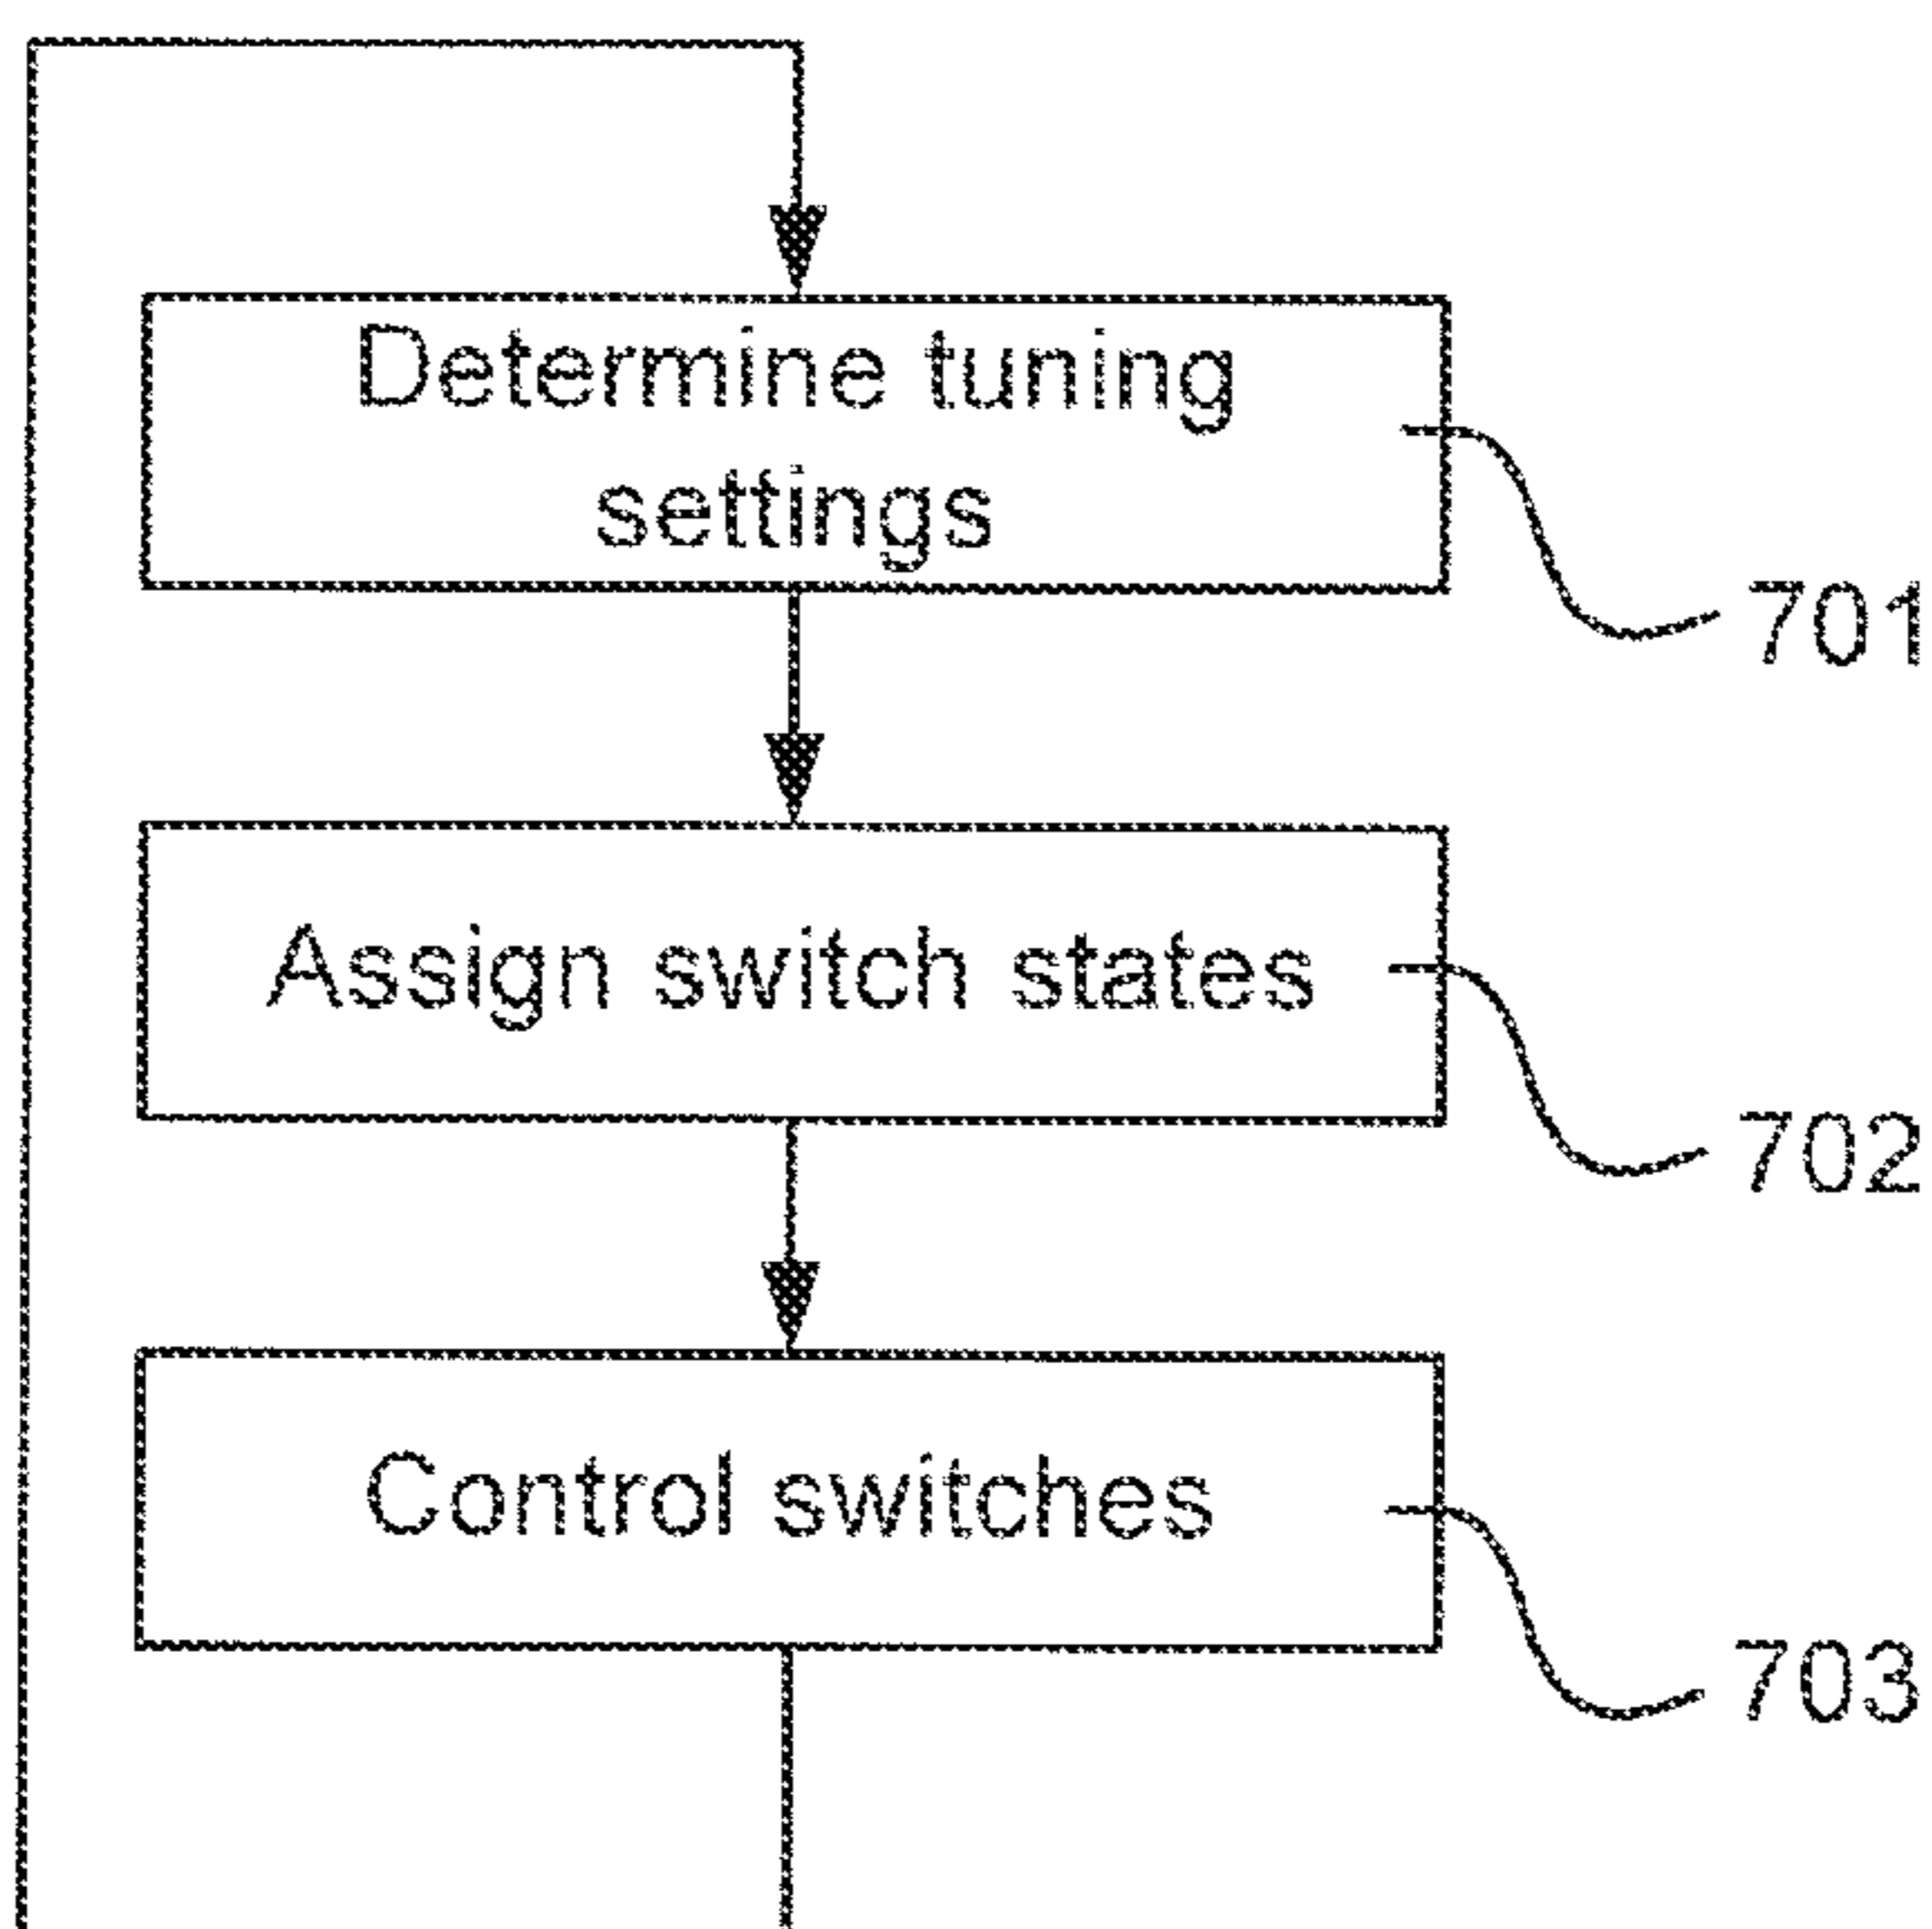 Determine tuning
settings
701
Assign switch states
702
Control switches
703